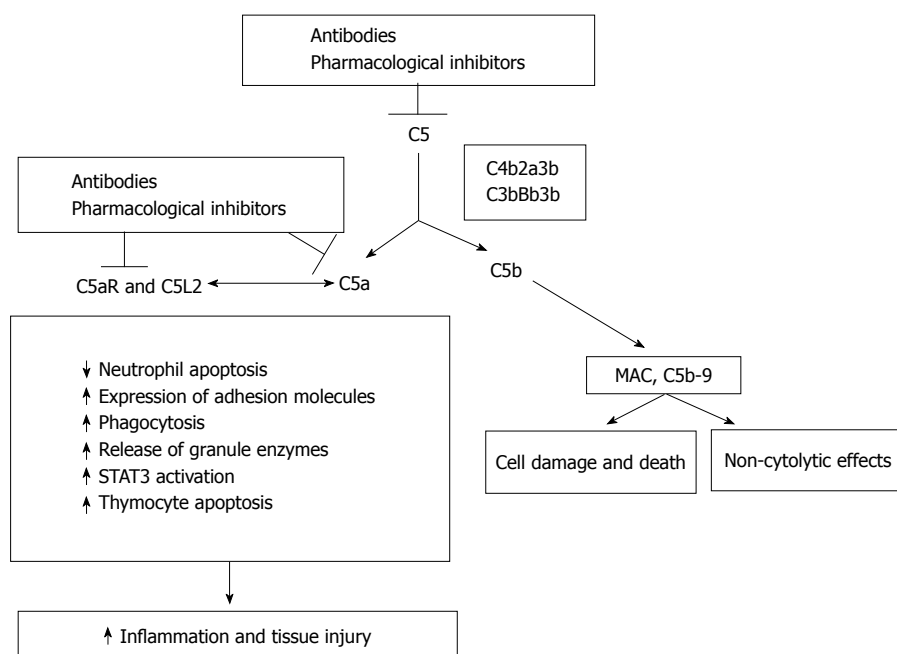 Antibodies
Pharmacological inhibitors
C5
C4b2a3b
C3bBb3b
Antibodies
Pharmacological inhibitors
C5aR and C5L2
C5a
C5b
Neutrophil apoptosis
Expression of adhesion molecules
Phagocytosis
Release of granule enzymes
STAT3 activation
Thymocyte apoptosis
MAC, C5b-9
Cell damage and death
Non-cytolytic effects
Inflammation and tissue injury